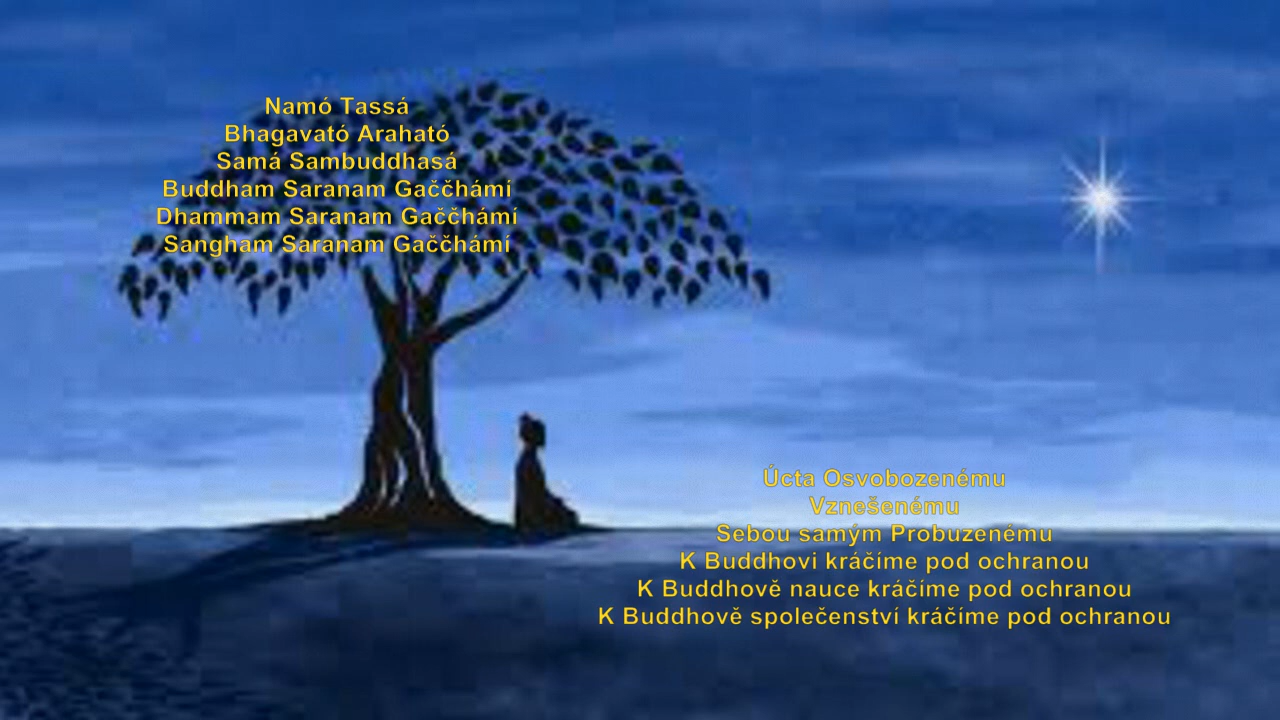 Namó Tassá
Bhagavató Araható
Samá Sambuddhasá
Buddham Saranam Gaččhámí
Dhammam Saranam Gaččhámí
Sangham Saranam Gaččhámí
Úcta Osvobozenému
Vznešenému
Sebou samým Probuzenému
K Buddhovi kráčíme pod ochranou
K Buddhově nauce kráčíme pod ochranou
K Buddhově společenství kráčíme pod ochranou